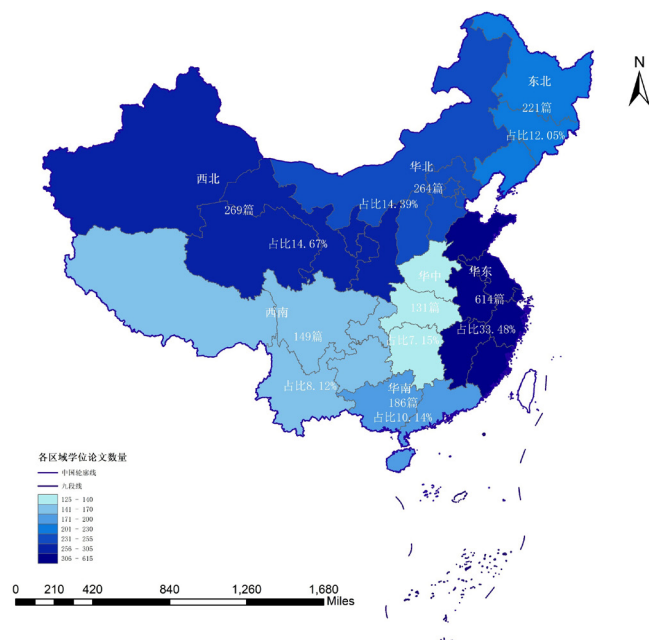 N
东北
221篇
占比12.05%
华北
264篇
占比14.39%
西北
269篇
占比14.67%
华中
131篇
占比7.15%
华东
614篇
占比33.48%
西南
149篇
占比8.12%
华南
186篇
占比10.14%
各区域学位论文数量
中国轮廓线
九段线
125 - 140
141 - 170
171 - 200
201 - 230
231 - 255
256 - 305
306 - 615
0 210 420 840 1,260 1,680
Miles